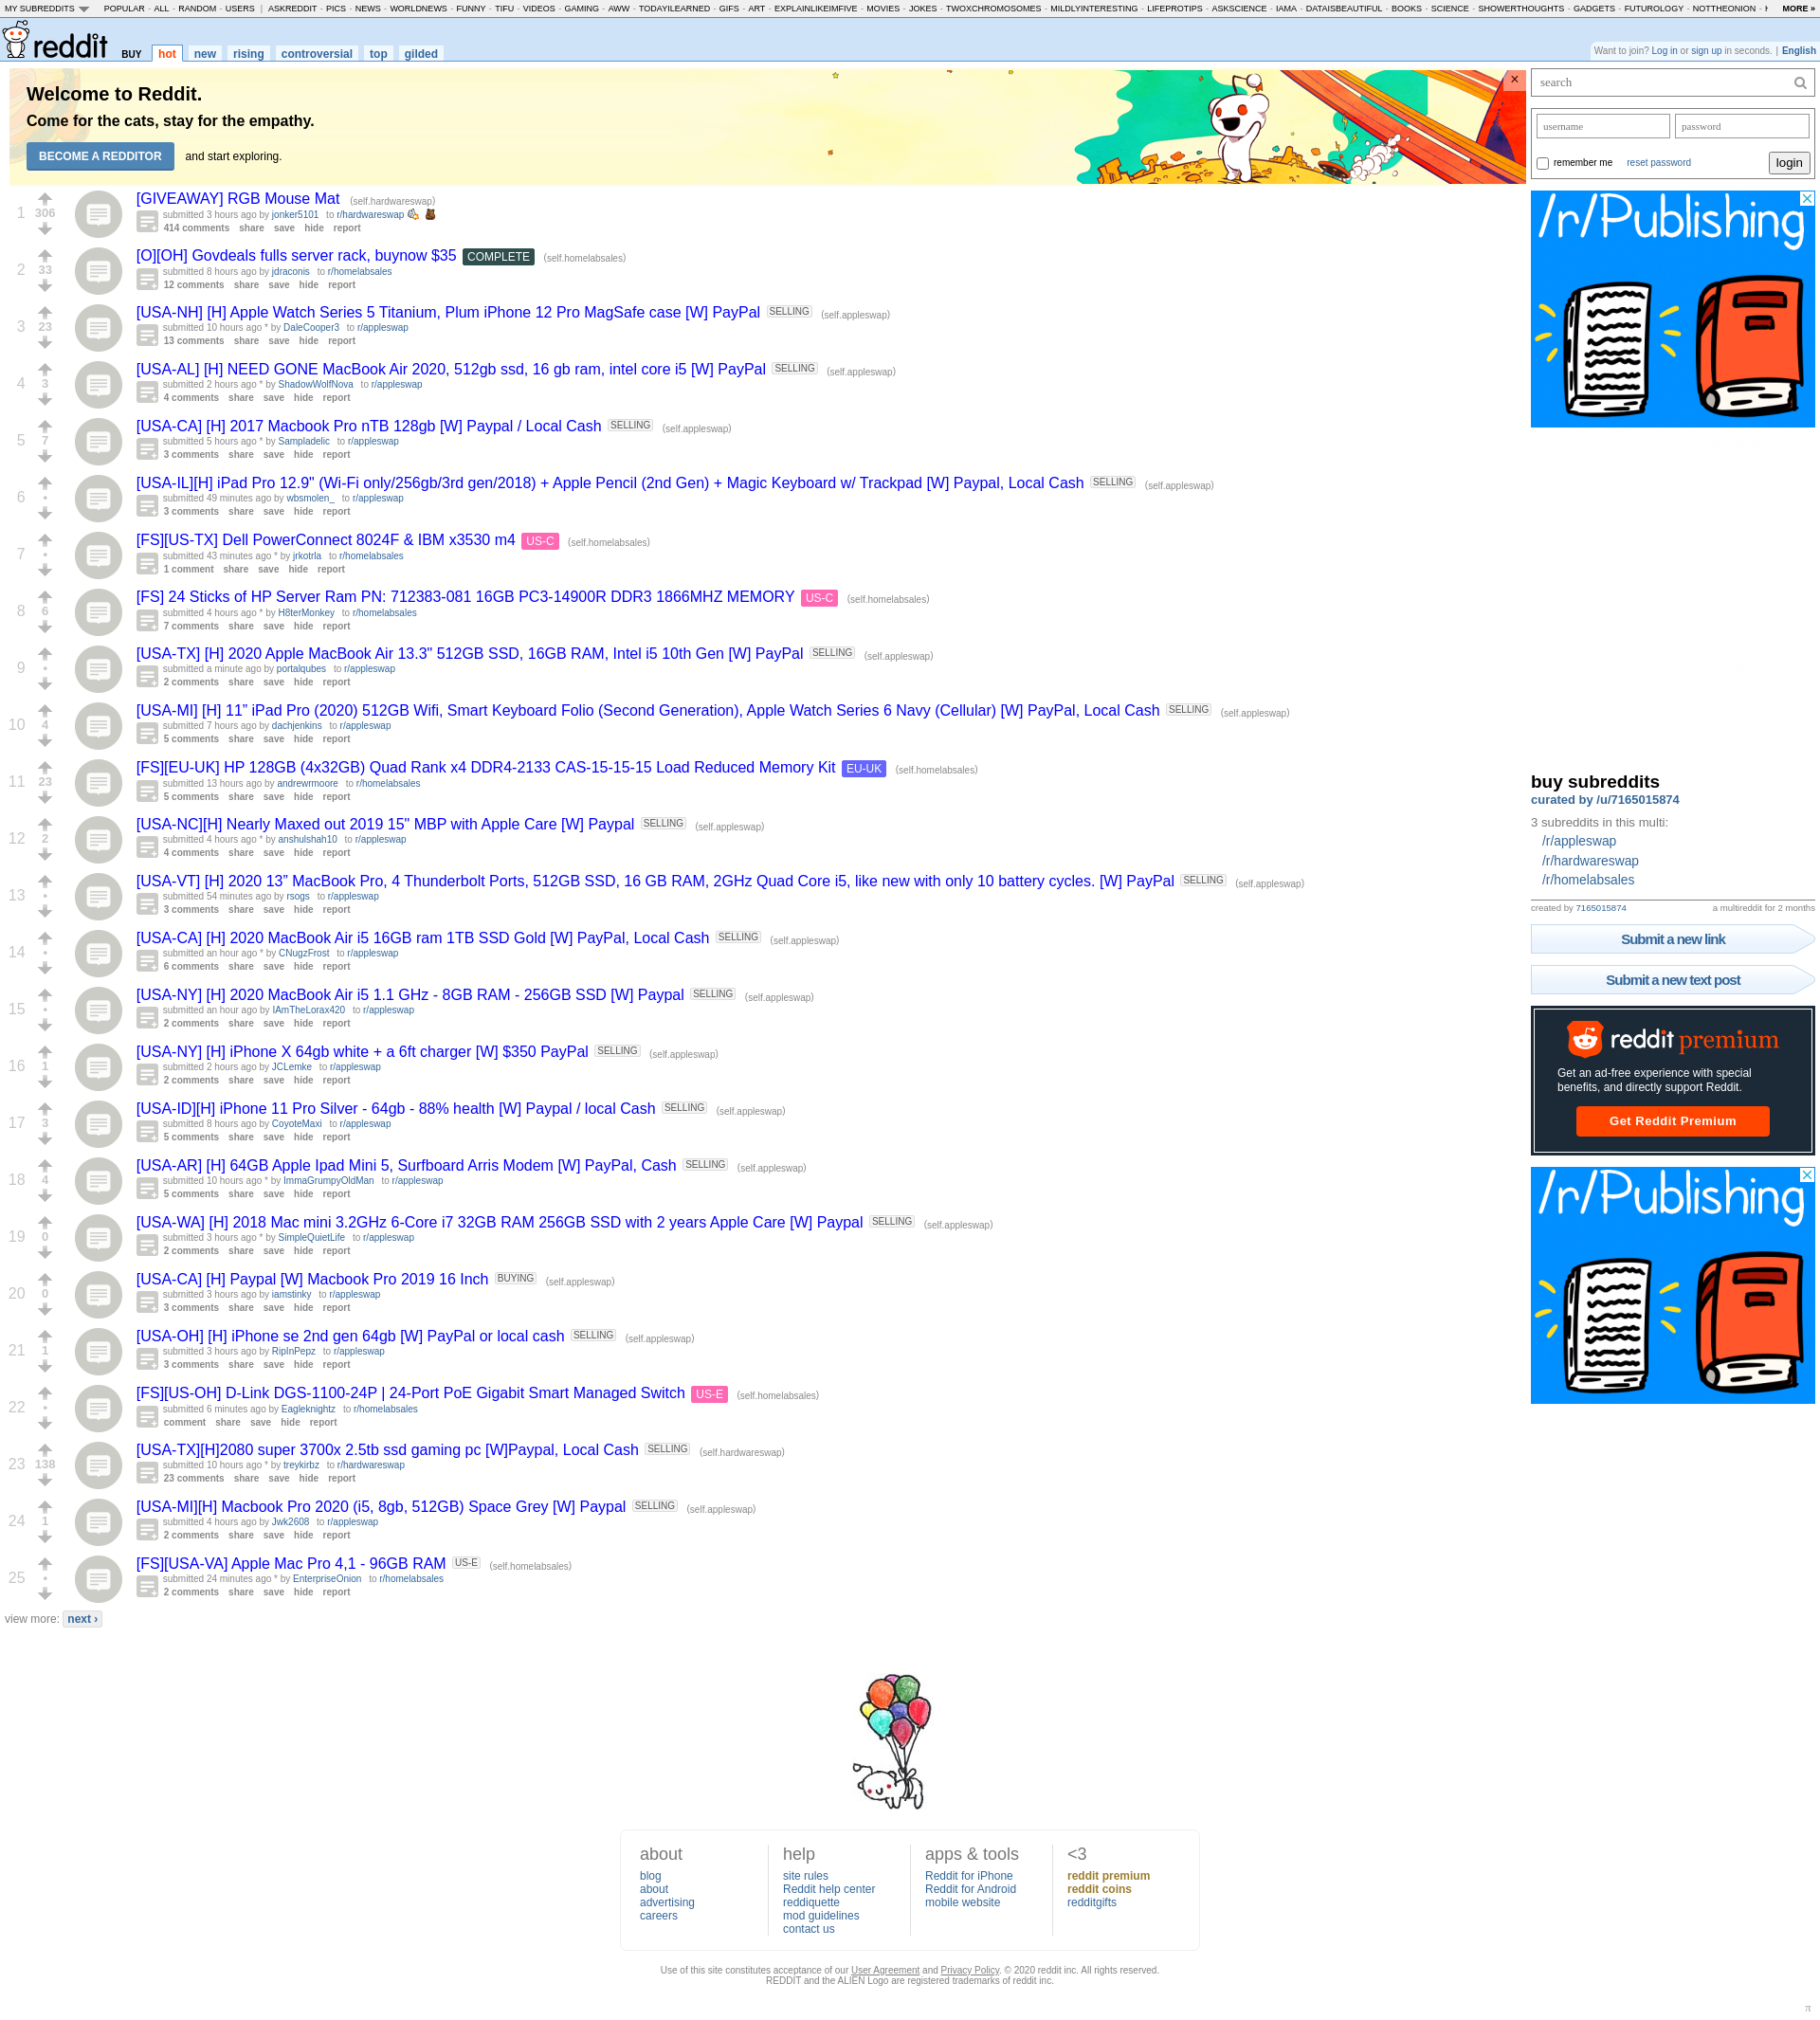 MY SUBREDDITS POPULAR - ALL - RANDOM - USERS | ASKREDDIT - PICS - NEWS - WORLDNEWS - FUNNY - TIFU - VIDEOS - GAMING - AWW - TODAYILEARNED - GIFS - ART - EXPLAINLIKEIMFIVE - MOVIES - JOKES - TWOXCHROMOSOMES - MILDLYINTERESTING - LIFEPROTIPS - ASKSCIENCE - IAMA - DATAISBEAUTIFUL - BOOKS - SCIENCE - SHOWERTHOUGHTS - GADGETS - FUTUROLOGY - NOTTHEONION - MORE »
reddit BUY hot new rising controversial top gilded
Want to join? Log in or sign up in seconds. | English
Welcome to Reddit.
Come for the cats, stay for the empathy.
BECOME A REDDITOR and start exploring.
×
1 306 [GIVEAWAY] RGB Mouse Mat (self.hardwareswap)
submitted 3 hours ago by jonker5101 to r/hardwareswap
414 comments share save hide report
2 33 [O][OH] Govdeals fulls server rack, buynow $35 COMPLETE (self.homelabsales)
submitted 8 hours ago by jdraconis to r/homelabsales
12 comments share save hide report
3 23 [USA-NH] [H] Apple Watch Series 5 Titanium, Plum iPhone 12 Pro MagSafe case [W] PayPal SELLING (self.appleswap)
submitted 10 hours ago * by DaleCooper3 to r/appleswap
13 comments share save hide report
4 3 [USA-AL] [H] NEED GONE MacBook Air 2020, 512gb ssd, 16 gb ram, intel core i5 [W] PayPal SELLING (self.appleswap)
submitted 2 hours ago * by ShadowWolfNova to r/appleswap
4 comments share save hide report
5 7 [USA-CA] [H] 2017 Macbook Pro nTB 128gb [W] Paypal / Local Cash SELLING (self.appleswap)
submitted 5 hours ago * by Sampladelic to r/appleswap
3 comments share save hide report
6 • [USA-IL][H] iPad Pro 12.9" (Wi-Fi only/256gb/3rd gen/2018) + Apple Pencil (2nd Gen) + Magic Keyboard w/ Trackpad [W] Paypal, Local Cash SELLING (self.appleswap)
submitted 49 minutes ago by wbsmolen_ to r/appleswap
3 comments share save hide report
7 • [FS][US-TX] Dell PowerConnect 8024F & IBM x3530 m4 US-C (self.homelabsales)
submitted 43 minutes ago * by jrkotrla to r/homelabsales
1 comment share save hide report
8 6 [FS] 24 Sticks of HP Server Ram PN: 712383-081 16GB PC3-14900R DDR3 1866MHZ MEMORY US-C (self.homelabsales)
submitted 4 hours ago * by H8terMonkey to r/homelabsales
7 comments share save hide report
9 • [USA-TX] [H] 2020 Apple MacBook Air 13.3" 512GB SSD, 16GB RAM, Intel i5 10th Gen [W] PayPal SELLING (self.appleswap)
submitted a minute ago by portalqubes to r/appleswap
2 comments share save hide report
10 4 [USA-MI] [H] 11” iPad Pro (2020) 512GB Wifi, Smart Keyboard Folio (Second Generation), Apple Watch Series 6 Navy (Cellular) [W] PayPal, Local Cash SELLING (self.appleswap)
submitted 7 hours ago by dachjenkins to r/appleswap
5 comments share save hide report
11 23 [FS][EU-UK] HP 128GB (4x32GB) Quad Rank x4 DDR4-2133 CAS-15-15-15 Load Reduced Memory Kit EU-UK (self.homelabsales)
submitted 13 hours ago by andrewrmoore to r/homelabsales
5 comments share save hide report
12 2 [USA-NC][H] Nearly Maxed out 2019 15" MBP with Apple Care [W] Paypal SELLING (self.appleswap)
submitted 4 hours ago * by anshulshah10 to r/appleswap
4 comments share save hide report
13 • [USA-VT] [H] 2020 13” MacBook Pro, 4 Thunderbolt Ports, 512GB SSD, 16 GB RAM, 2GHz Quad Core i5, like new with only 10 battery cycles. [W] PayPal SELLING (self.appleswap)
submitted 54 minutes ago by rsogs to r/appleswap
3 comments share save hide report
14 • [USA-CA] [H] 2020 MacBook Air i5 16GB ram 1TB SSD Gold [W] PayPal, Local Cash SELLING (self.appleswap)
submitted an hour ago * by CNugzFrost to r/appleswap
6 comments share save hide report
15 • [USA-NY] [H] 2020 MacBook Air i5 1.1 GHz - 8GB RAM - 256GB SSD [W] Paypal SELLING (self.appleswap)
submitted an hour ago by IAmTheLorax420 to r/appleswap
2 comments share save hide report
16 1 [USA-NY] [H] iPhone X 64gb white + a 6ft charger [W] $350 PayPal SELLING (self.appleswap)
submitted 2 hours ago by JCLemke to r/appleswap
2 comments share save hide report
17 3 [USA-ID][H] iPhone 11 Pro Silver - 64gb - 88% health [W] Paypal / local Cash SELLING (self.appleswap)
submitted 8 hours ago by CoyoteMaxi to r/appleswap
5 comments share save hide report
18 4 [USA-AR] [H] 64GB Apple Ipad Mini 5, Surfboard Arris Modem [W] PayPal, Cash SELLING (self.appleswap)
submitted 10 hours ago * by ImmaGrumpyOldMan to r/appleswap
5 comments share save hide report
19 0 [USA-WA] [H] 2018 Mac mini 3.2GHz 6-Core i7 32GB RAM 256GB SSD with 2 years Apple Care [W] Paypal SELLING (self.appleswap)
submitted 3 hours ago * by SimpleQuietLife to r/appleswap
2 comments share save hide report
20 0 [USA-CA] [H] Paypal [W] Macbook Pro 2019 16 Inch BUYING (self.appleswap)
submitted 3 hours ago by iamstinky to r/appleswap
3 comments share save hide report
21 1 [USA-OH] [H] iPhone se 2nd gen 64gb [W] PayPal or local cash SELLING (self.appleswap)
submitted 3 hours ago by RipInPepz to r/appleswap
3 comments share save hide report
22 • [FS][US-OH] D-Link DGS-1100-24P | 24-Port PoE Gigabit Smart Managed Switch US-E (self.homelabsales)
submitted 6 minutes ago by Eagleknightz to r/homelabsales
comment share save hide report
23 138 [USA-TX][H]2080 super 3700x 2.5tb ssd gaming pc [W]Paypal, Local Cash SELLING (self.hardwareswap)
submitted 10 hours ago * by treykirbz to r/hardwareswap
23 comments share save hide report
24 1 [USA-MI][H] Macbook Pro 2020 (i5, 8gb, 512GB) Space Grey [W] Paypal SELLING (self.appleswap)
submitted 4 hours ago by Jwk2608 to r/appleswap
2 comments share save hide report
25 • [FS][USA-VA] Apple Mac Pro 4,1 - 96GB RAM US-E (self.homelabsales)
submitted 24 minutes ago * by EnterpriseOnion to r/homelabsales
2 comments share save hide report
view more: next ›
search
username password
remember me reset password login
/r/Publishing
buy subreddits
curated by /u/7165015874
3 subreddits in this multi:
/r/appleswap
/r/hardwareswap
/r/homelabsales
created by 7165015874 a multireddit for 2 months
Submit a new link
Submit a new text post
reddit premium
Get an ad-free experience with special
benefits, and directly support Reddit.
Get Reddit Premium
/r/Publishing
about
blog
about
advertising
careers
help
site rules
Reddit help center
reddiquette
mod guidelines
contact us
apps & tools
Reddit for iPhone
Reddit for Android
mobile website
<3
reddit premium
reddit coins
redditgifts
Use of this site constitutes acceptance of our User Agreement and Privacy Policy. © 2020 reddit inc. All rights reserved.
REDDIT and the ALIEN Logo are registered trademarks of reddit inc.
π